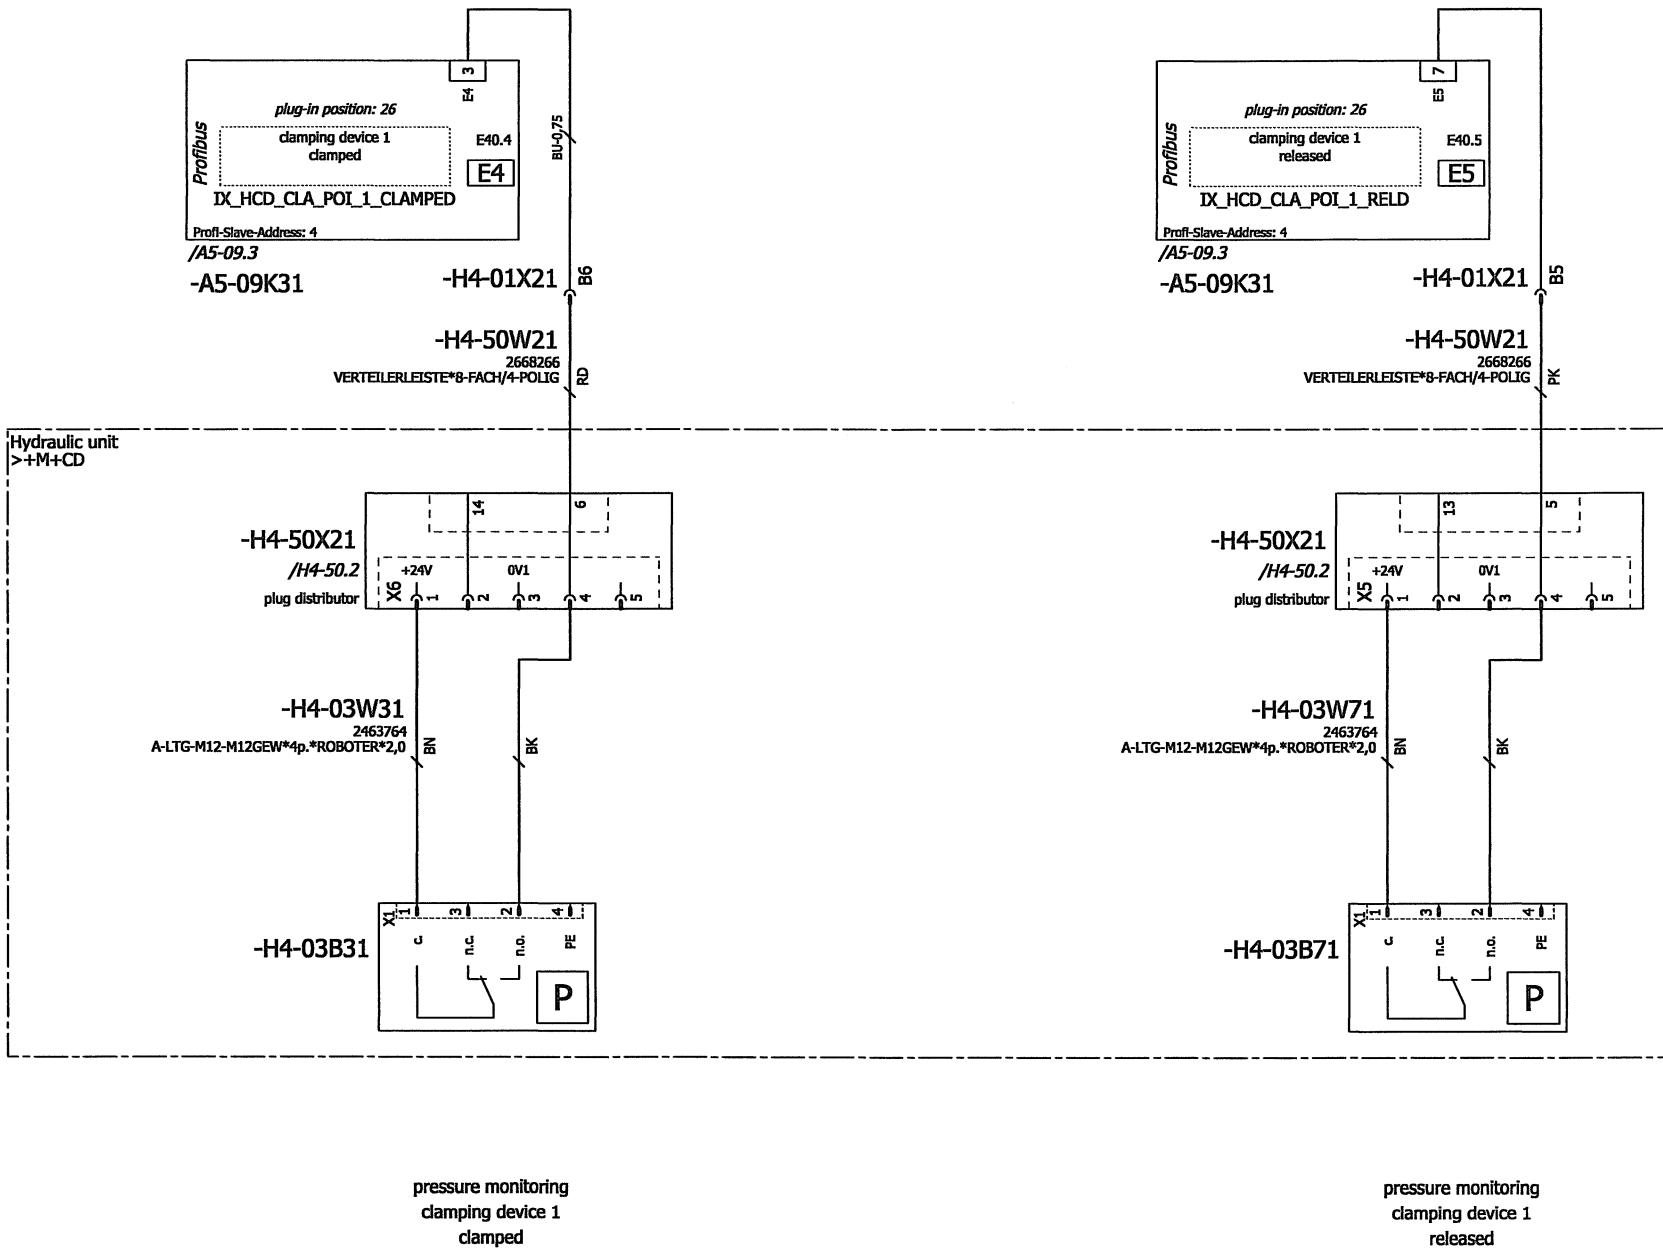 3
E4
plug-in position: 26
Profibus
clamping device 1
clamped
E40.4
E4
IX_HCD_CLA_POI_1_CLAMPED
Profi-Slave-Address: 4
/A5-09.3
-A5-09K31
BU-0,75
-H4-01X21
B6
-H4-50W21
2668266
VERTEILERLEISTE*8-FACH/4-POLIG
RD
7
E5
plug-in position: 26
Profibus
clamping device 1
released
E40.5
E5
IX_HCD_CLA_POI_1_RELD
Profi-Slave-Address: 4
/A5-09.3
-A5-09K31
-H4-01X21
B5
-H4-50W21
2668266
VERTEILERLEISTE*8-FACH/4-POLIG
PK
Hydraulic unit
>+M+CD
14
6
-H4-50X21
/H4-50.2
plug distributor
+24V
0V1
X6
1
2
3
4
5
-H4-03W31
2463764
A-LTG-M12-M12GEW*4p.*ROBOTER*2,0
BN
BK
X1
1
3
2
4
c.
n.c.
n.o.
PE
-H4-03B31
P
13
5
-H4-50X21
/H4-50.2
plug distributor
+24V
0V1
X5
1
2
3
4
5
-H4-03W71
2463764
A-LTG-M12-M12GEW*4p.*ROBOTER*2,0
BN
BK
X1
1
3
2
4
c.
n.c.
n.o.
PE
-H4-03B71
P
pressure monitoring
clamping device 1
clamped
pressure monitoring
clamping device 1
released